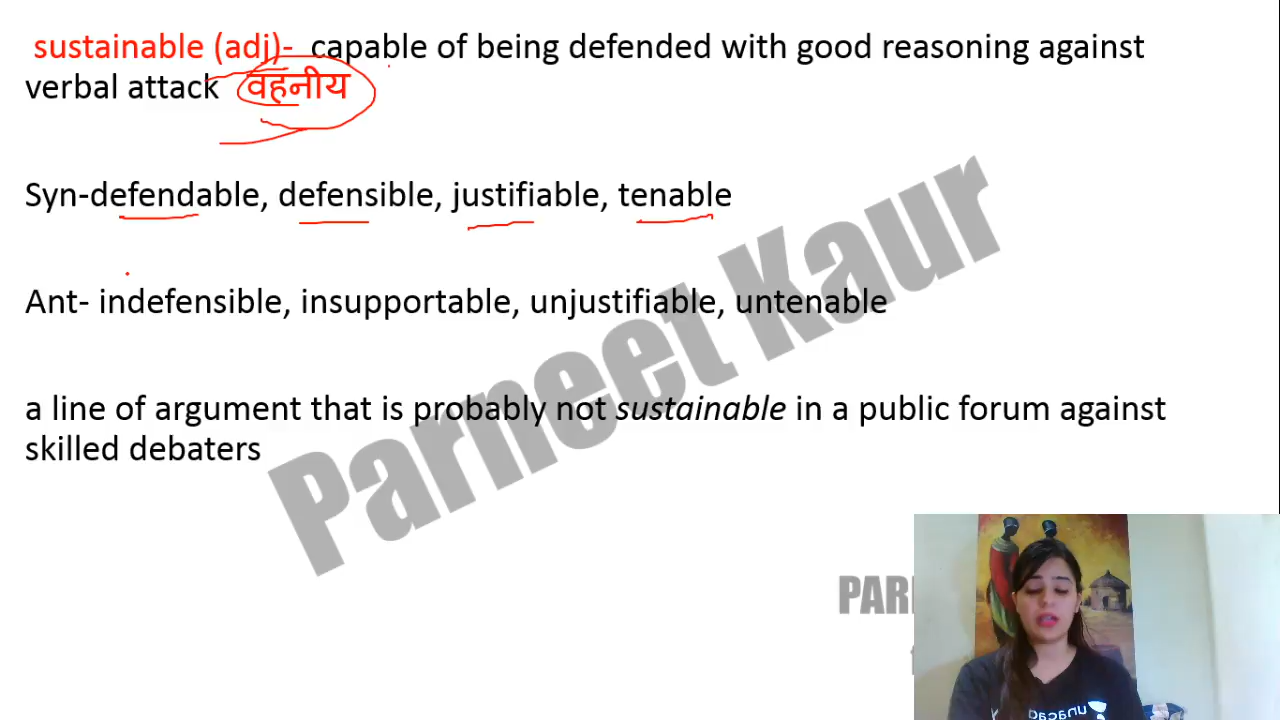 sustainable (adj)- capable of being defended with good reasoning against
verbal attack वहनीय
Syn-defendable, defensible, justifiable, tenable
Ant- indefensible, insupportable, unjustifiable, untenable
a line of argument that is probably not sustainable in a public forum against
skilled debaters
Parneet Kaur